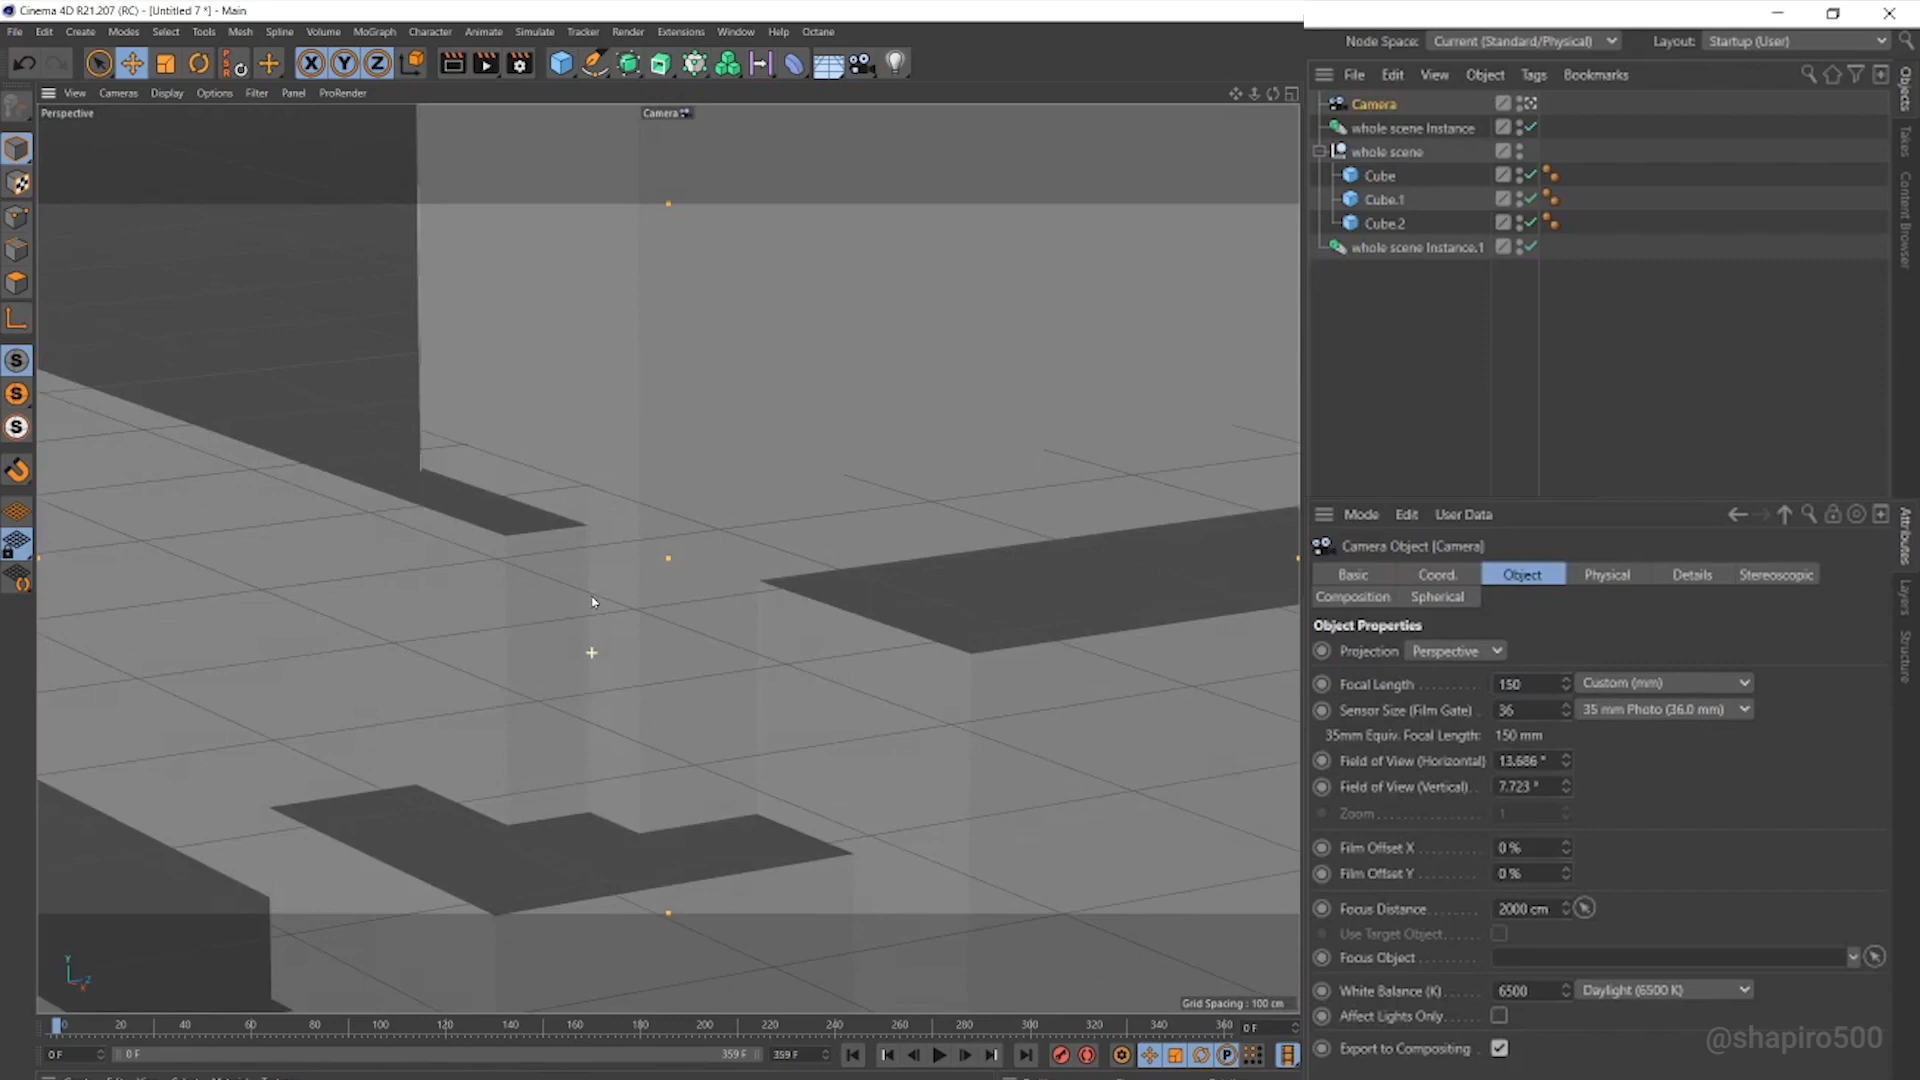 Cinema 4D R21.207 (RC) - [Untitled 7 *] - Main
File Edit Create Modes Select Tools Mesh Spline Volume MoGraph Character Animate Simulate Tracker Render Extensions Window Help Octane
Node Space: Current (Standard/Physical) Layout: Startup (User)
View Cameras Display Options Filter Panel ProRender
Perspective
Camera
File Edit View Object Tags Bookmarks
Camera
whole scene Instance
whole scene
Cube
Cube.1
Cube.2
whole scene Instance.1
Objects
Takes
Content Browser
Mode Edit User Data
Camera Object [Camera]
Basic Coord. Object Physical Details Stereoscopic
Composition Spherical
Object Properties
Projection Perspective
Focal Length 150 Custom (mm)
Sensor Size (Film Gate) 36 35 mm Photo (36.0 mm)
35mm Equiv. Focal Length: 150 mm
Field of View (Horizontal) 13.686 °
Field of View (Vertical) 7.723 °
Zoom 1
Film Offset X 0 %
Film Offset Y 0 %
Focus Distance 2000 cm
Use Target Object
Focus Object
White Balance (K) 6500 Daylight (6500 K)
Affect Lights Only
Export to Compositing
Attributes
Layers
Structure
Y
Z
X
Grid Spacing : 100 cm
0 20 40 60 80 100 120 140 160 180 200 220 240 260 280 300 320 340 360 0 F
0 F 0 F 359 F 359 F
@shapiro500